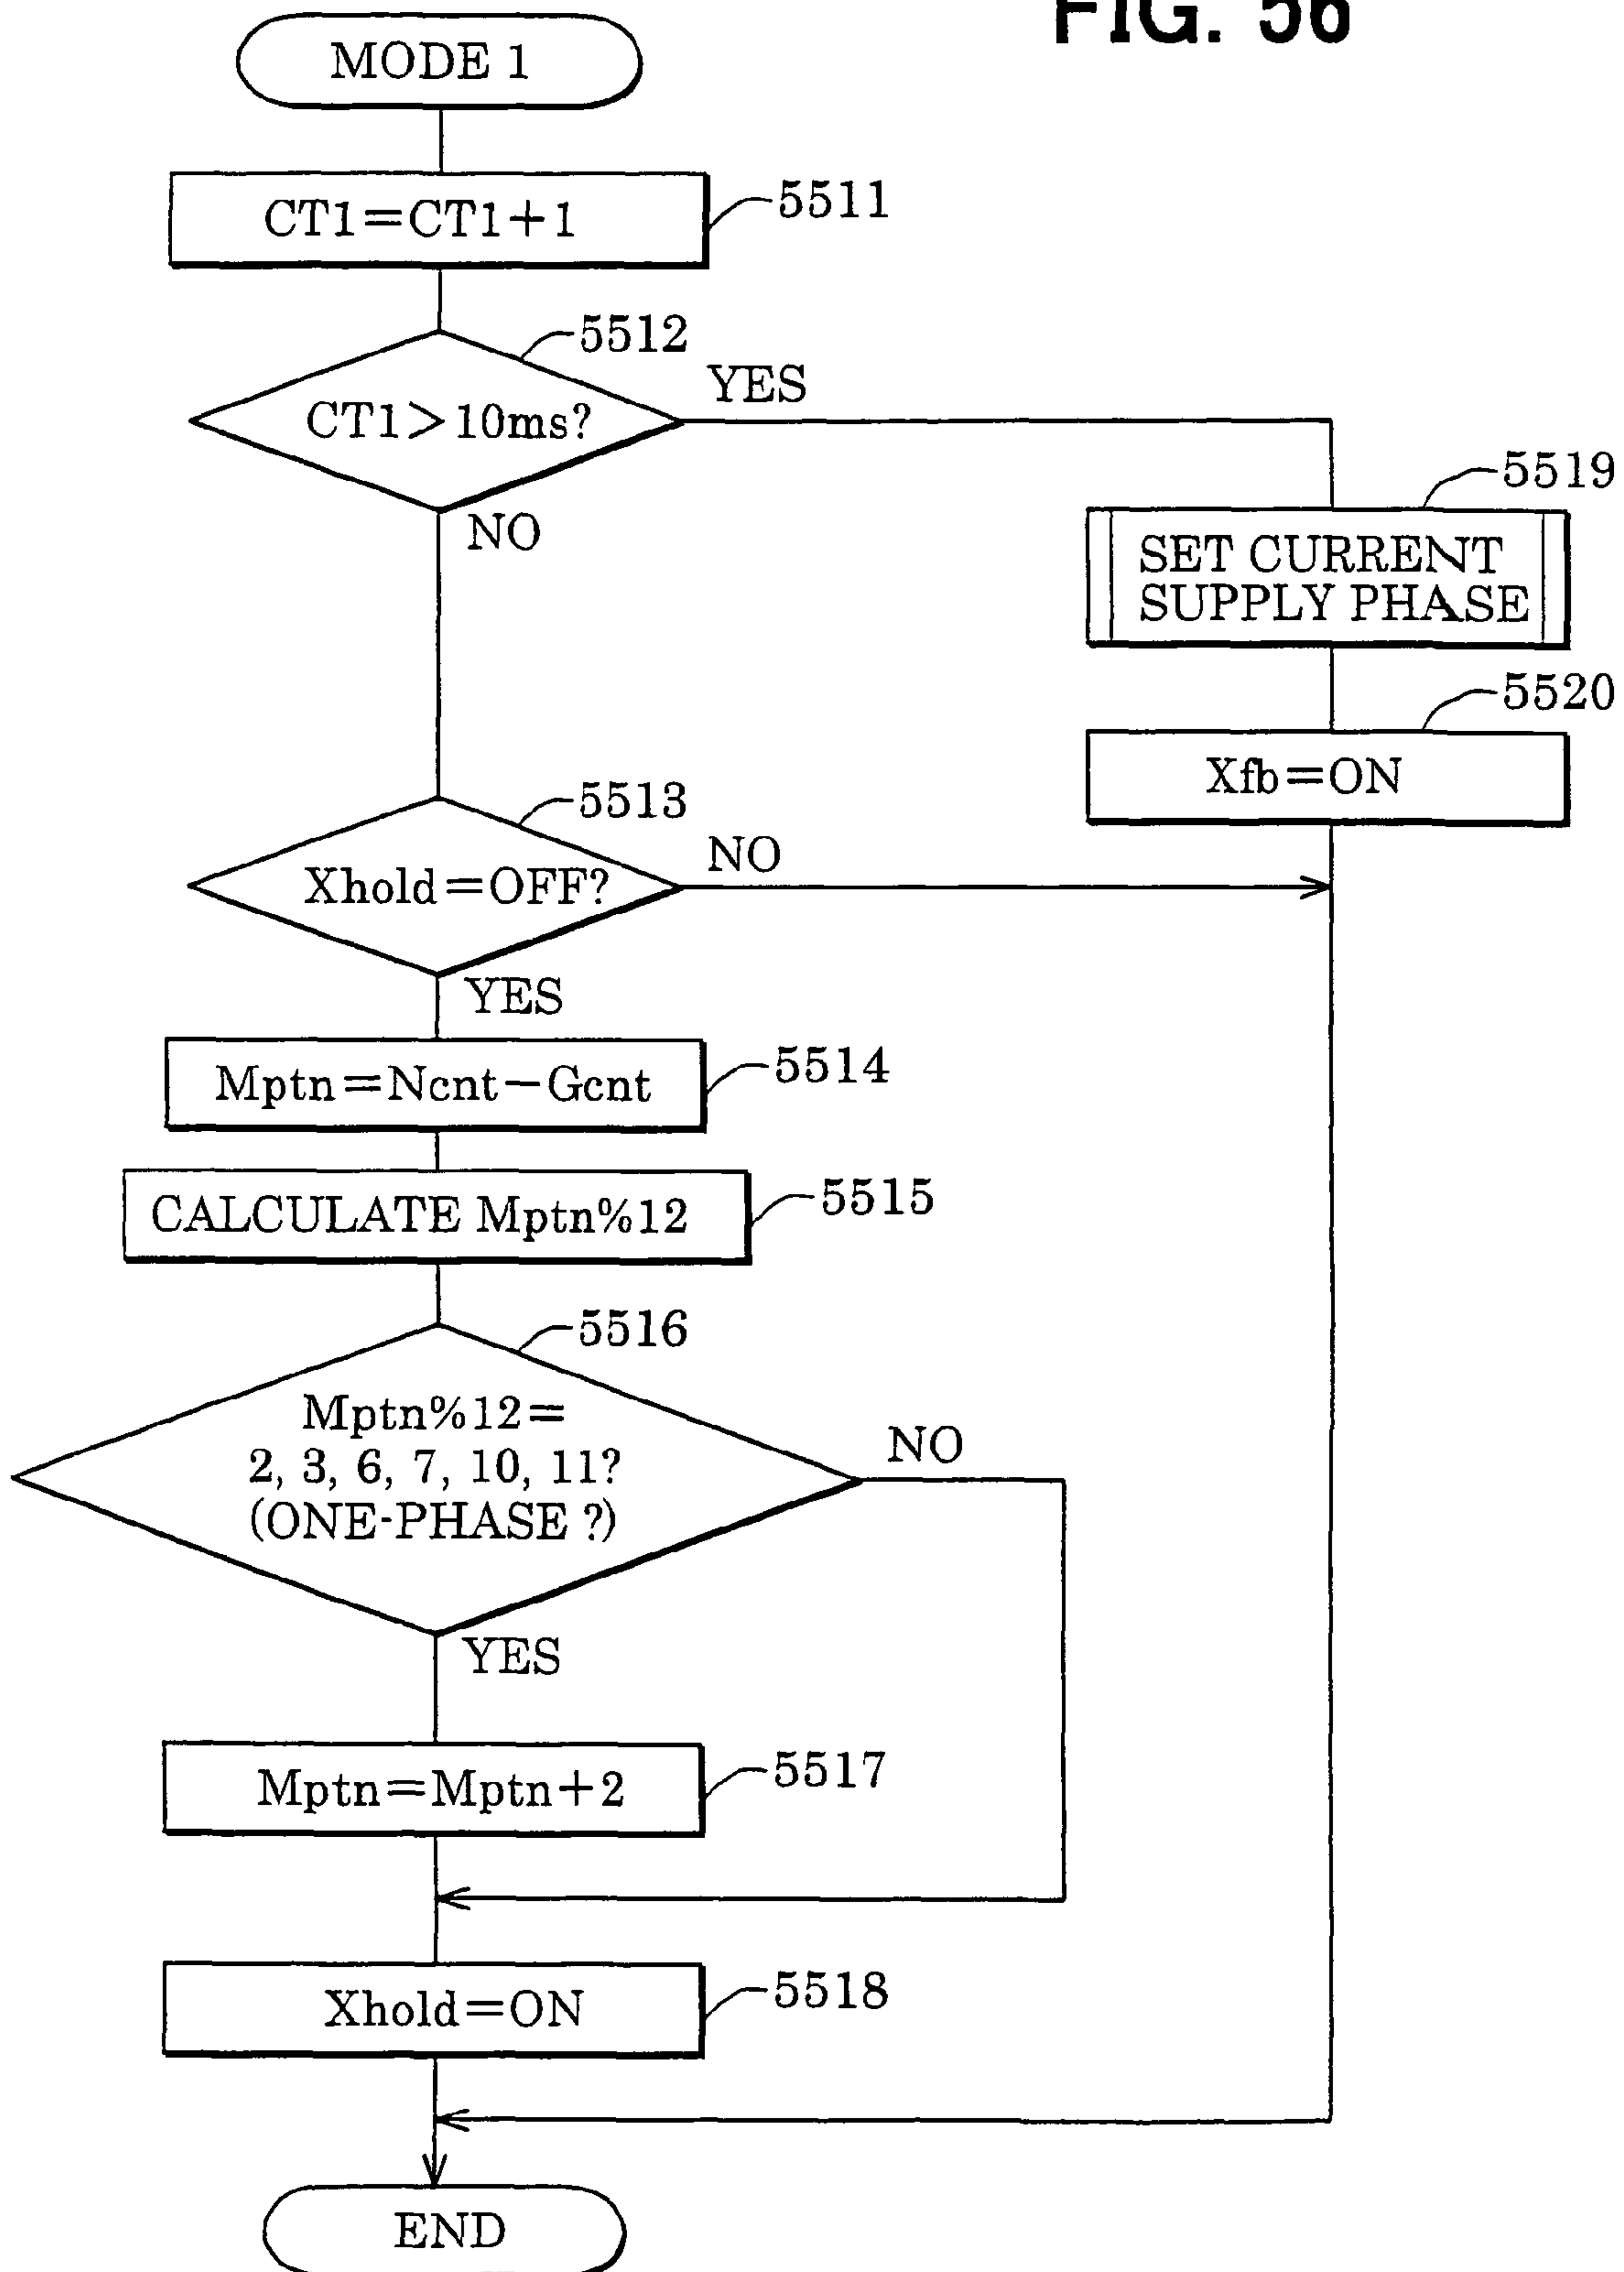 FIG. 56
MODE 1
CT1=CT1+1
5511
5512
CT1>10ms?
YES
NO
5519
SET CURRENT
SUPPLY PHASE
5520
Xfb=ON
5513
Xhold=OFF?
NO
YES
Mptn=Ncnt-Gcnt
5514
CALCULATE Mptn%12
5515
5516
Mptn%12=
2, 3, 6, 7, 10, 11?
(ONE-PHASE ?)
NO
YES
Mptn=Mptn+2
5517
Xhold=ON
5518
END